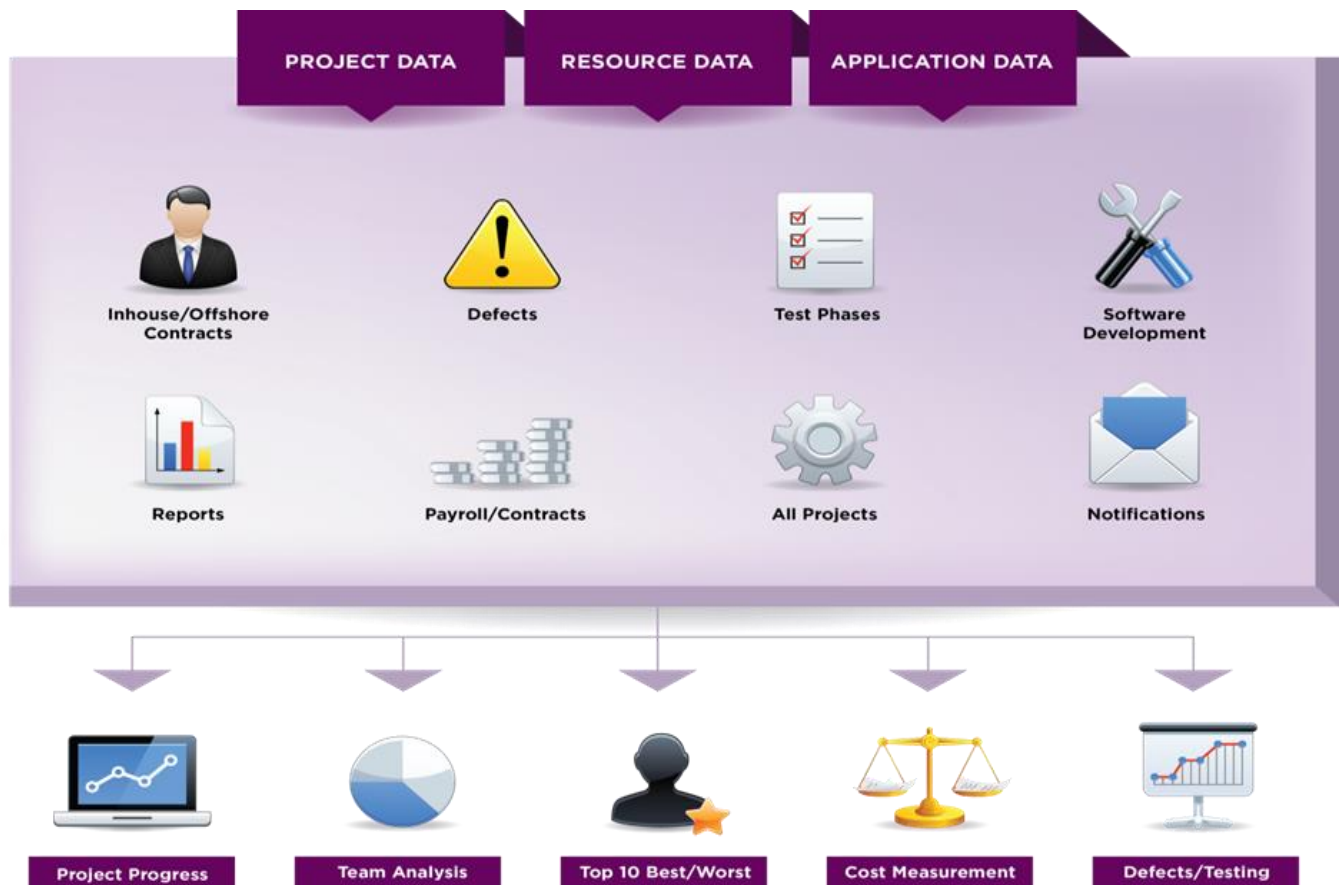 PROJECT DATA
RESOURCE DATA
APPLICATION DATA
Inhouse/Offshore
Contracts
Defects
Test Phases
Software
Development
Reports
Payroll/Contracts
All Projects
Notifications
Project Progress
Team Analysis
Top 10 Best/Worst
Cost Measurement
Defects/Testing